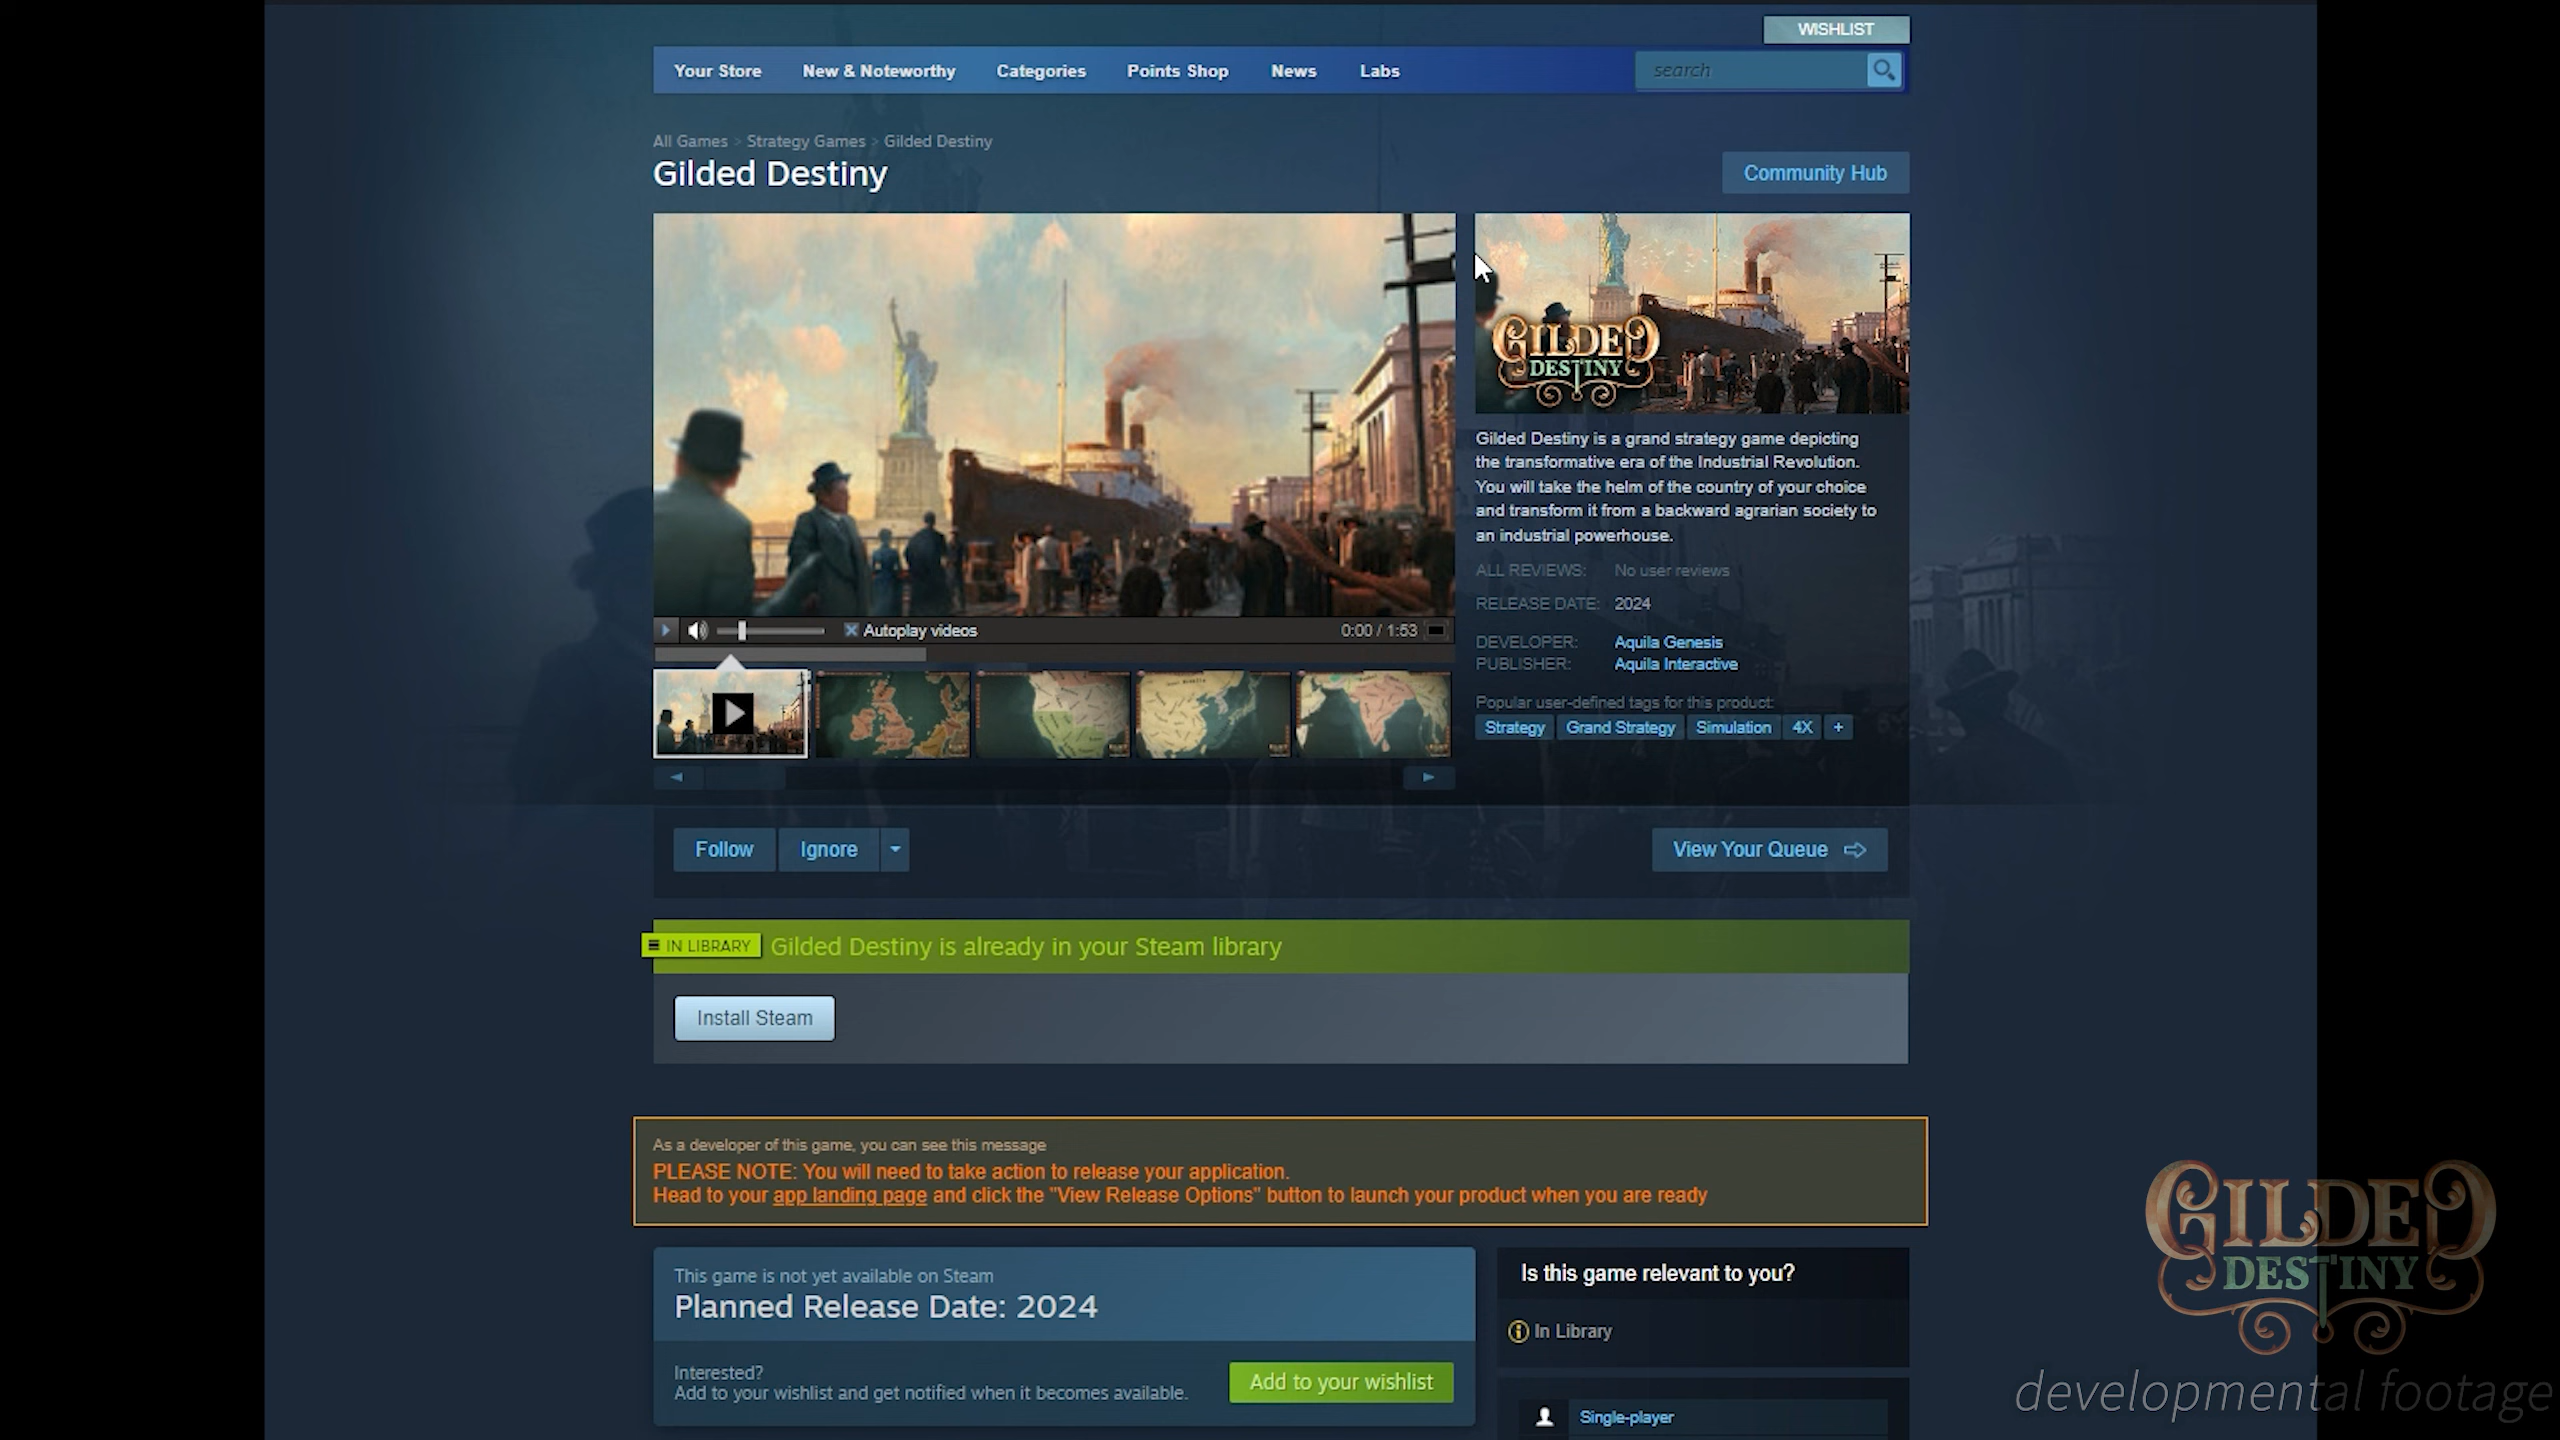 WISHLIST
Your Store
New & Noteworthy
Categories
Points Shop
News
Labs
search
All Games > Strategy Games > Gilded Destiny
Gilded Destiny
Community Hub
GILDED
DESTINY
Gilded Destiny is a grand strategy game depicting
the transformative era of the Industrial Revolution.
You will take the helm of the country of your choice
and transform it from a backward agrarian society to
an industrial powerhouse.
ALL REVIEWS: No user reviews
RELEASE DATE: 2024
DEVELOPER: Aquila Genesis
PUBLISHER: Aquila Interactive
Popular user-defined tags for this product:
Strategy
Grand Strategy
Simulation
4X
+
Autoplay videos
0:00 / 1:53
Follow
Ignore
View Your Queue
IN LIBRARY
Gilded Destiny is already in your Steam library
Install Steam
As a developer of this game, you can see this message
PLEASE NOTE: You will need to take action to release your application.
Head to your app landing page and click the "View Release Options" button to launch your product when you are ready
This game is not yet available on Steam
Planned Release Date: 2024
Interested?
Add to your wishlist and get notified when it becomes available.
Add to your wishlist
Is this game relevant to you?
In Library
Single-player
GILDED
DESTINY
developmental footage